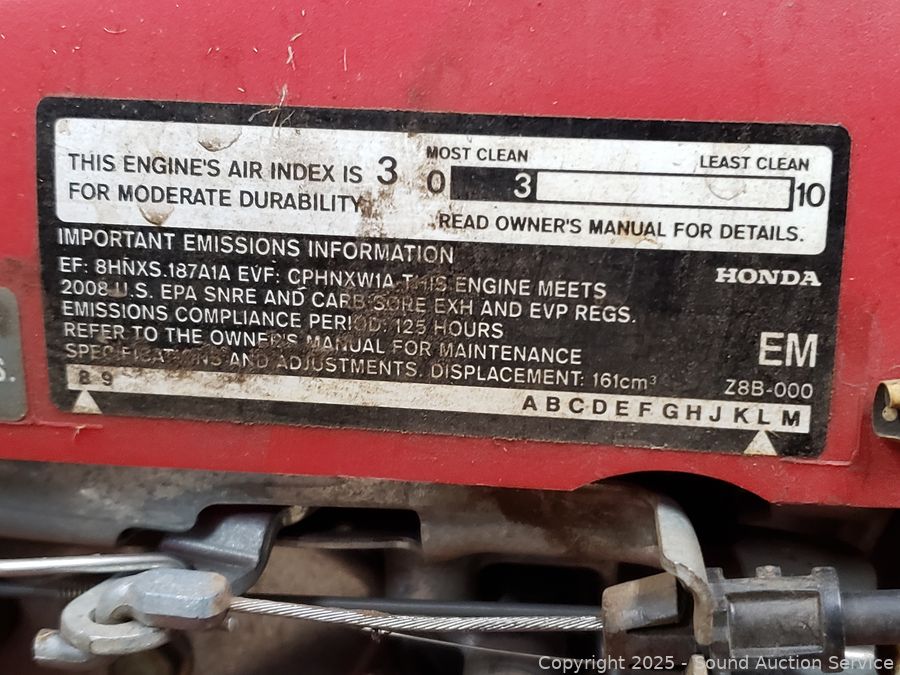 THIS ENGINE'S AIR INDEX IS 3
FOR MODERATE DURABILITY.
MOST CLEAN LEAST CLEAN
0 3 10
READ OWNER'S MANUAL FOR DETAILS.
IMPORTANT EMISSIONS INFORMATION
EF: 8HNXS.187A1A EVF: CPHNXW1A THIS ENGINE MEETS
2008 U.S. EPA SNRE AND CARB SORE EXH AND EVP REGS.
EMISSIONS COMPLIANCE PERIOD: 125 HOURS
REFER TO THE OWNER'S MANUAL FOR MAINTENANCE
SPECIFICATIONS AND ADJUSTMENTS. DISPLACEMENT: 161cm³
HONDA
EM
Z8B-000
8 9
A B C D E F G H J K L M
S.
Copyright 2025 - Sound Auction Service